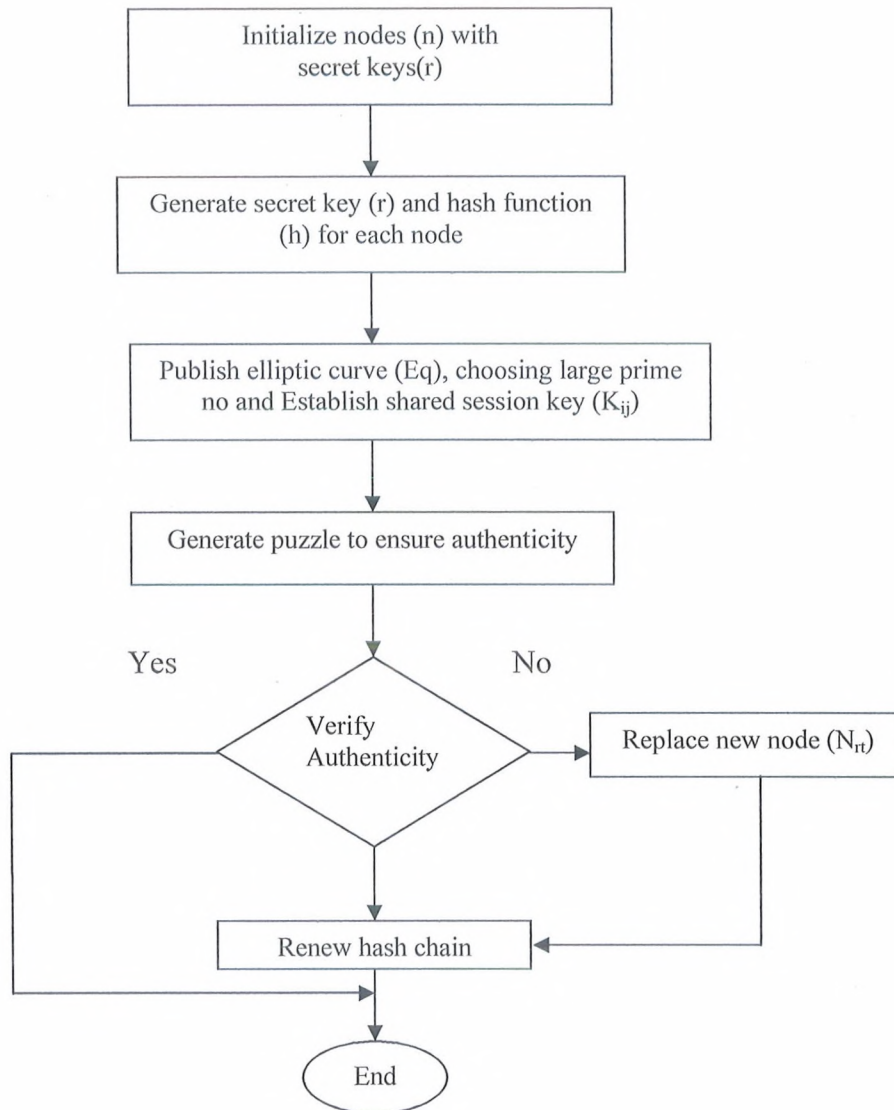 Initialize nodes (n) with
secret keys(r)
Generate secret key (r) and hash function
(h) for each node
Publish elliptic curve (Eq), choosing large prime
no and Establish shared session key (K_ij)
Generate puzzle to ensure authenticity
Yes
No
Verify
Authenticity
Replace new node (N_rt)
Renew hash chain
End